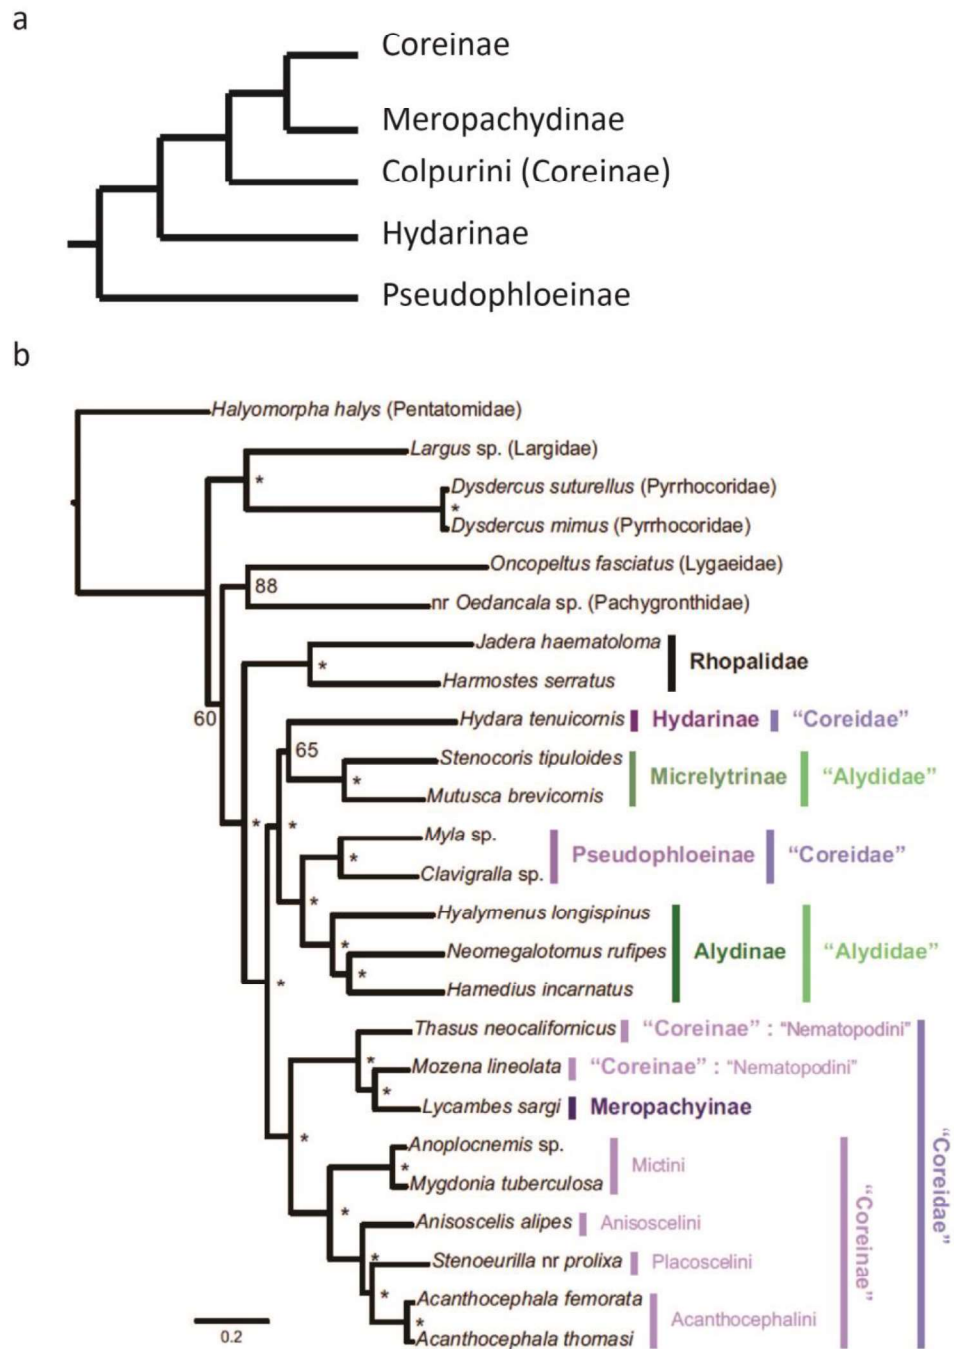 a
Coreinae
Meropachydinae
Colpurini (Coreinae)
Hydarinae
Pseudophloeinae
b
Halyomorpha halys (Pentatomidae)
Largus sp. (Largidae)
*
Dysdercus suturellus (Pyrrhocoridae)
*
Dysdercus mimus (Pyrrhocoridae)
Oncopeltus fasciatus (Lygaeidae)
88
nr Oedancala sp. (Pachygronthidae)
Jadera haematoloma
* Rhopalidae
Harmostes serratus
60
Hydara tenuicornis Hydarinae “Coreidae”
65
Stenocoris tipuloides
* Micrelytrinae “Alydidae”
Mutusca brevicornis
* *
Myla sp.
* Pseudophloeinae “Coreidae”
Clavigralla sp.
*
Hyalymenus longispinus
*
Neomegalotomus rufipes Alydinae “Alydidae”
*
Hamedius incarnatus
*
Thasus neocalifornicus “Coreinae” : “Nematopodini”
*
Mozena lineolata “Coreinae” : “Nematopodini”
*
Lycambes sargi Meropachyinae
*
Anoplocnemis sp.
* Mictini
Mygdonia tuberculosa
*
Anisoscelis alipes Anisoscelini
*
Stenoeurilla nr prolixa Placoscelini
*
Acanthocephala femorata
* Acanthocephalini
Acanthocephala thomasi
“Coreinae”
“Coreidae”
0.2